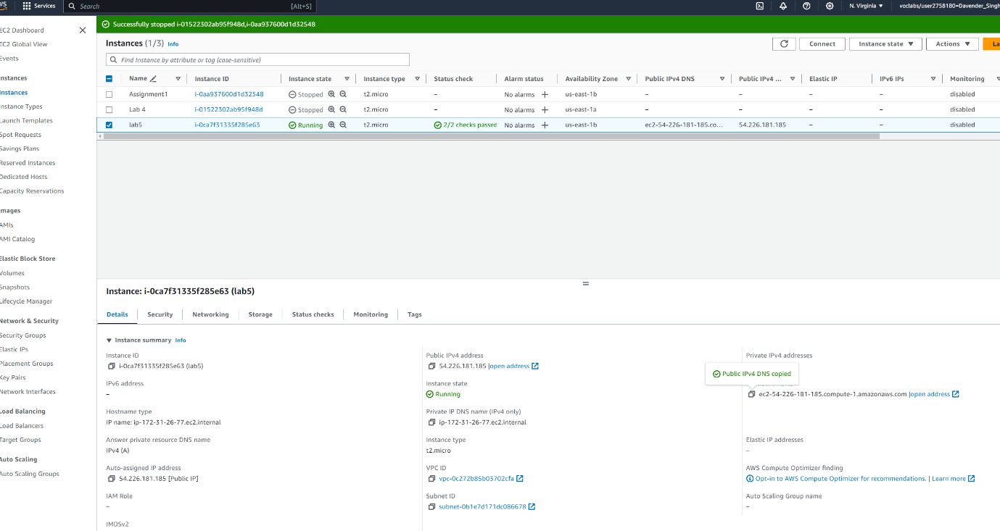 Services Search [Alt+S] N. Virginia ▼ voclabs/user2758180=Davender_Singh
Successfully stopped i-01522302ab95f948d,i-0aa937600d1d32548
EC2 Dashboard
EC2 Global View
Events
Instances
Instances
Instance Types
Launch Templates
Spot Requests
Savings Plans
Reserved Instances
Dedicated Hosts
Capacity Reservations
Images
AMIs
AMI Catalog
Elastic Block Store
Volumes
Snapshots
Lifecycle Manager
Network & Security
Security Groups
Elastic IPs
Placement Groups
Key Pairs
Network Interfaces
Load Balancing
Load Balancers
Target Groups
Auto Scaling
Auto Scaling Groups
Instances (1/3) Info Connect Instance state ▼ Actions ▼ La
Find Instance by attribute or tag (case-sensitive)
Name Instance ID Instance state Instance type Status check Alarm status Availability Zone Public IPv4 DNS Public IPv4 ... Elastic IP IPv6 IPs Monitoring
Assignment1 i-0aa937600d1d32548 Stopped t2.micro – No alarms + us-east-1b – – – – disabled
Lab 4 i-01522302ab95f948d Stopped t2.micro – No alarms + us-east-1a – – – – disabled
lab5 i-0ca7f31335f285e63 Running t2.micro 2/2 checks passed No alarms + us-east-1b ec2-54-226-181-185.co... 54.226.181.185 – – disabled
Instance: i-0ca7f31335f285e63 (lab5)
Details Security Networking Storage Status checks Monitoring Tags
▼ Instance summary Info
Instance ID
i-0ca7f31335f285e63 (lab5)
IPv6 address
–
Hostname type
IP name: ip-172-31-26-77.ec2.internal
Answer private resource DNS name
IPv4 (A)
Auto-assigned IP address
54.226.181.185 [Public IP]
IAM Role
–
IMDSv2
Public IPv4 address
54.226.181.185 |open address
Instance state
Running
Private IP DNS name (IPv4 only)
ip-172-31-26-77.ec2.internal
Instance type
t2.micro
VPC ID
vpc-0c272b85b03702cfa
Subnet ID
subnet-0b1e7d171dc086678
Private IPv4 addresses
Public IPv4 DNS copied
ec2-54-226-181-185.compute-1.amazonaws.com |open address
Elastic IP addresses
–
AWS Compute Optimizer finding
Opt-in to AWS Compute Optimizer for recommendations. | Learn more
Auto Scaling Group name
–